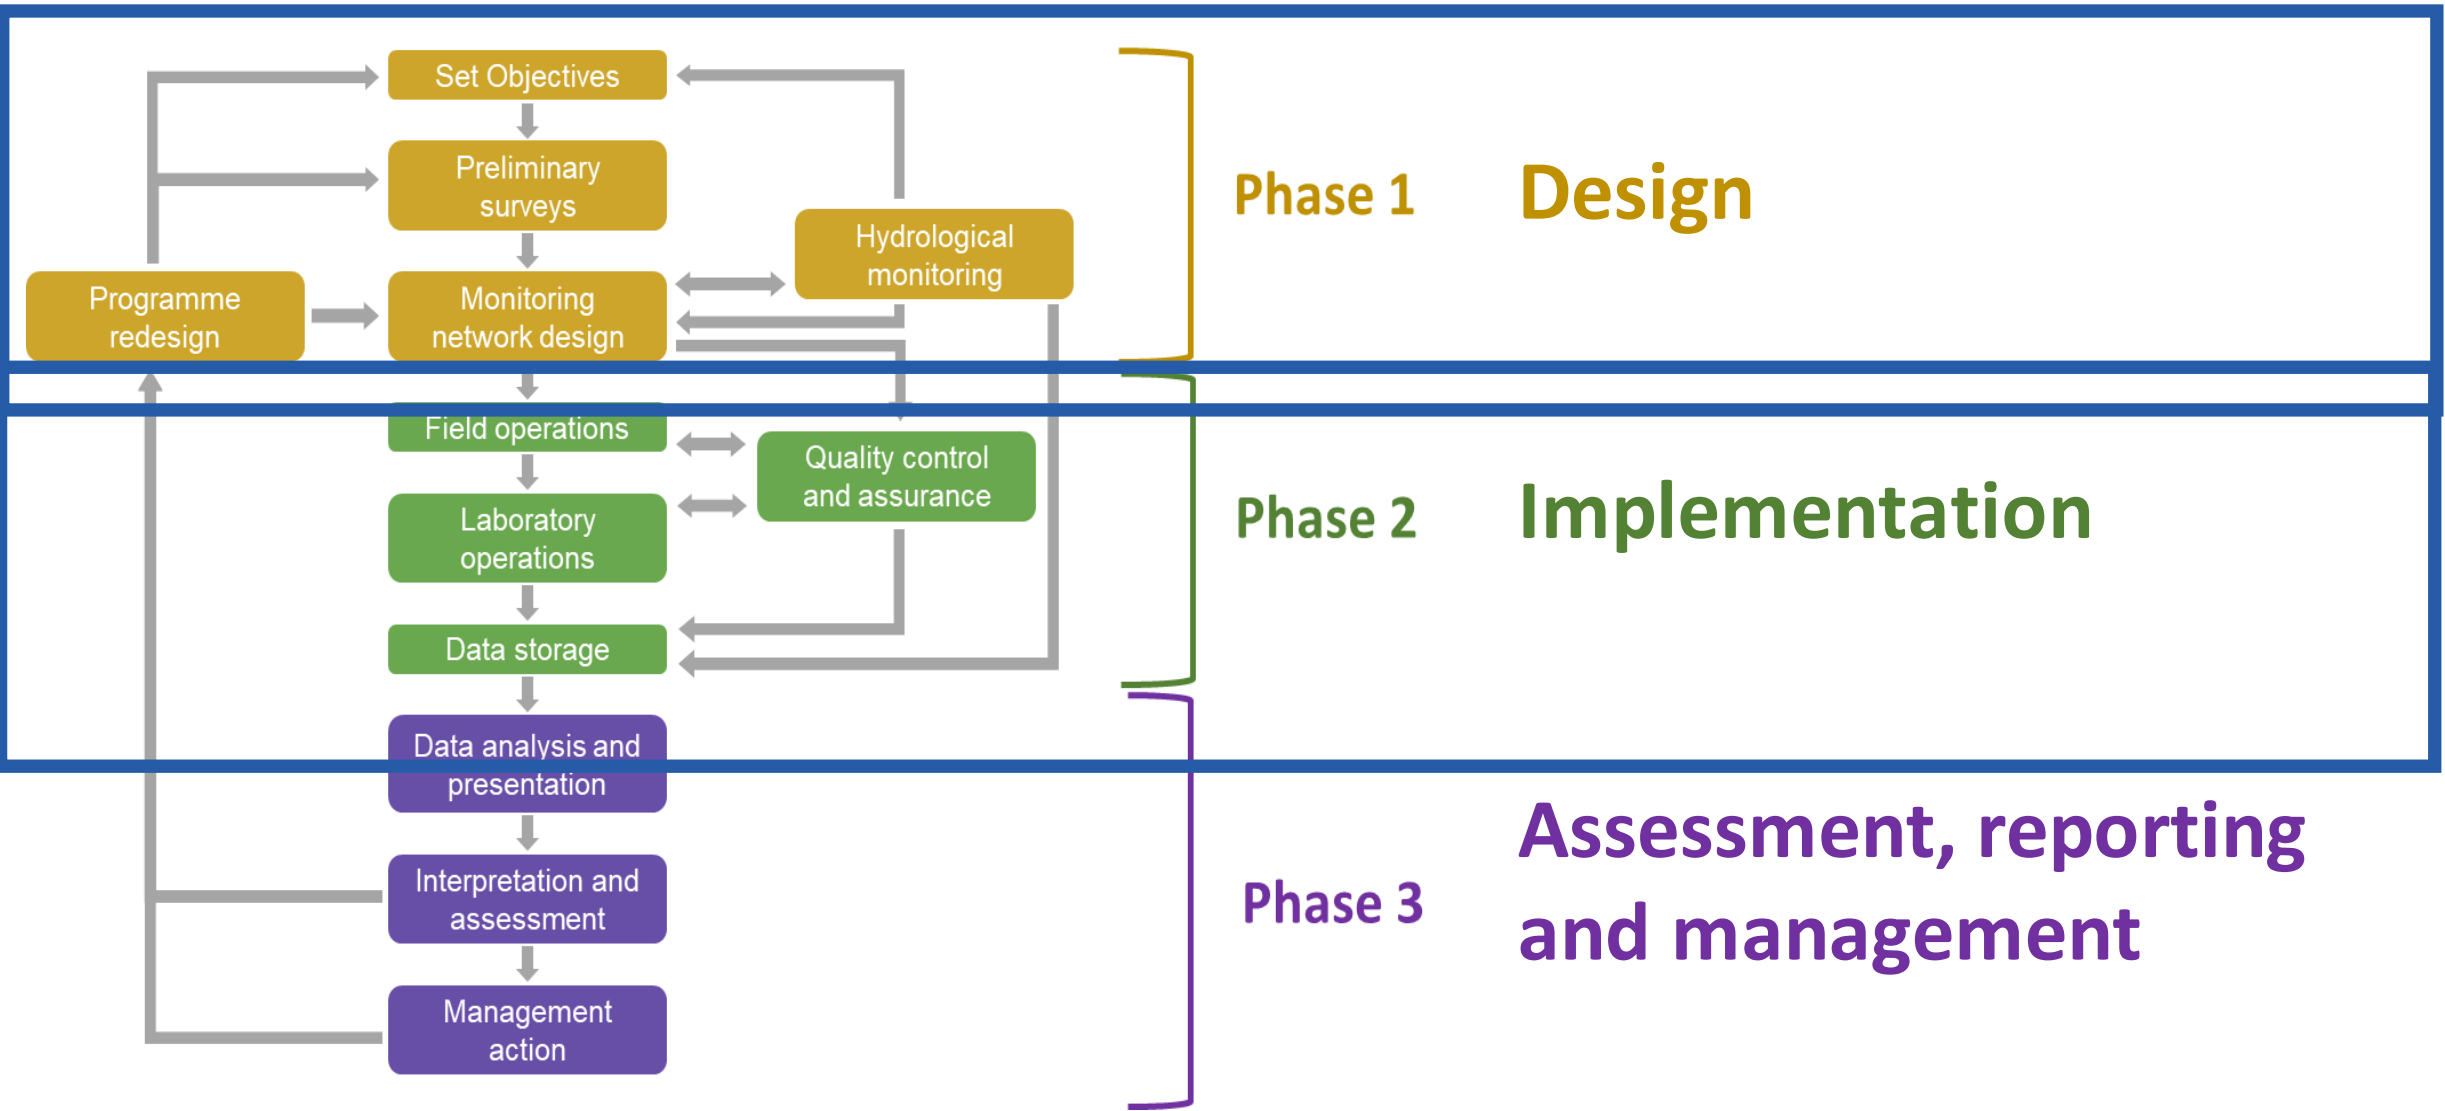 Set Objectives
Preliminary
surveys
Hydrological
monitoring
Programme
redesign
Monitoring
network design
Phase 1
Design
Field operations
Quality control
and assurance
Laboratory
operations
Data storage
Phase 2
Implementation
Data analysis and
presentation
Interpretation and
assessment
Management
action
Phase 3
Assessment, reporting
and management